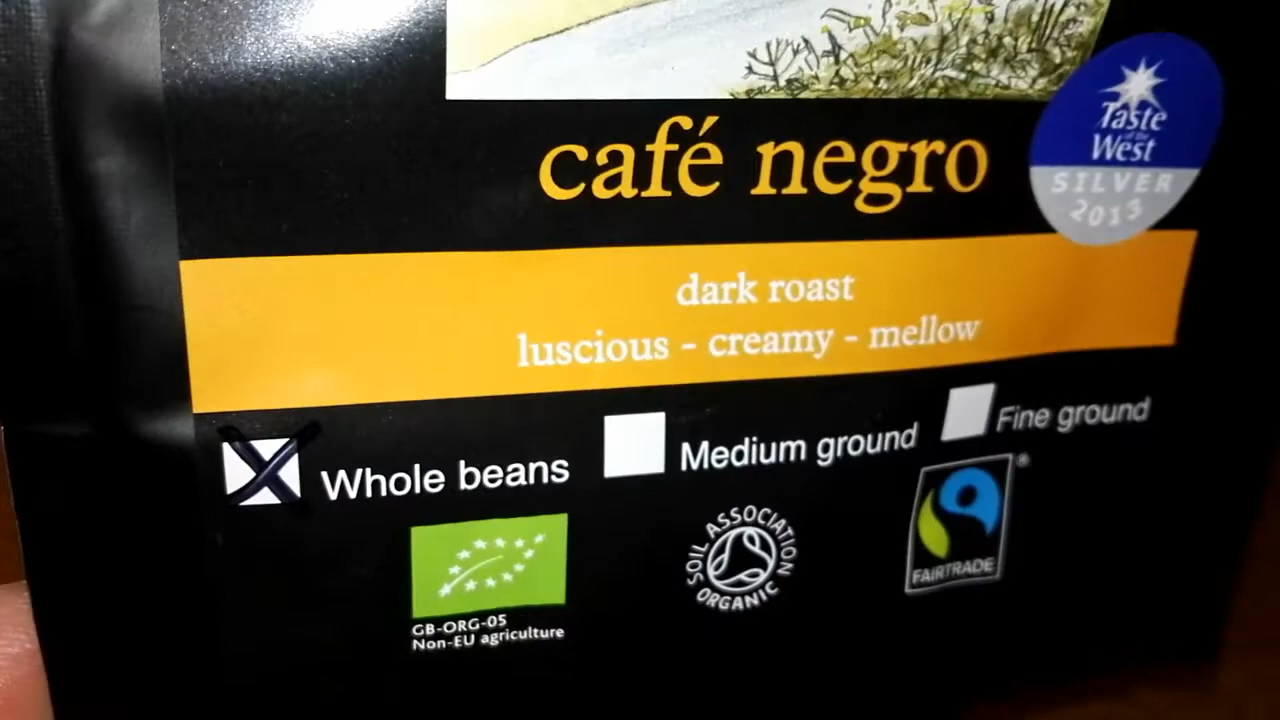 café negro
Taste
of the
West
SILVER
2013
dark roast
luscious - creamy - mellow
Whole beans
Medium ground
Fine ground
GB-ORG-05
Non-EU agriculture
SOIL ASSOCIATION
ORGANIC
FAIRTRADE
®